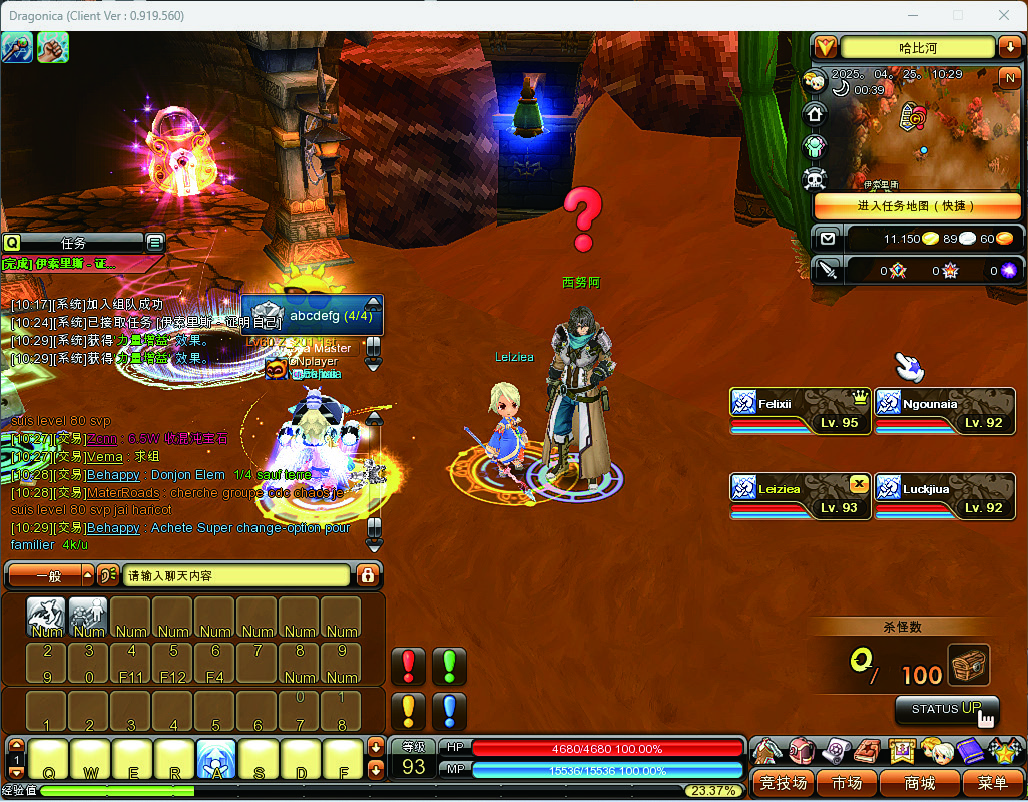 Dragonica (Client Ver : 0.919.560)
哈比河
2025。 04。 25。 10:29
N
00:39
伊索里斯
进入任务地图 ( 快捷 )
11.150 89 60
0 0 0
Q 任务
[完成] 伊索里斯 - 证...
西努阿
[10:17][系统]加入组队成功
abcdefg (4/4)
[10:24][系统]已接取任务 [伊索里斯 - 证明自己]
[10:29][系统]获得'力量增益' 效果。
Master
[10:29][系统]获得'力量增益' 效果。
Nplayer
Leiziea
Felixii
Lv. 95
Ngounaia
Lv. 92
suis level 80 svp
[10:27][交易]Zenn : 6.5W 收混沌宝石
[10:27][交易]Vema : 求组
[10:28][交易]Behappy : Donjon Elem 1/4 sauf terre
[10:28][交易]MaterRoads : cherche groupe cdc chaos je
suis level 80 svp jai haricot
[10:29][交易]Behappy : Achete Super change-option pour
familier 4k/u
Leiziea
Lv. 93
Luckjiua
Lv. 92
一般
请输入聊天内容
Num Num Num Num Num Num Num Num
2 3 4 5 6 7 8 9
9 0 F11 F12 F4 Num Num
0 1
1 2 3 4 5 6 7 8
杀怪数
0/ 100
STATUS UP
1
Q W E R A S D F
等级
93
HP 4680/4680 100.00%
MP 15536/15536 100.00%
竞技场 市场 商城 菜单
经验值 23.37%